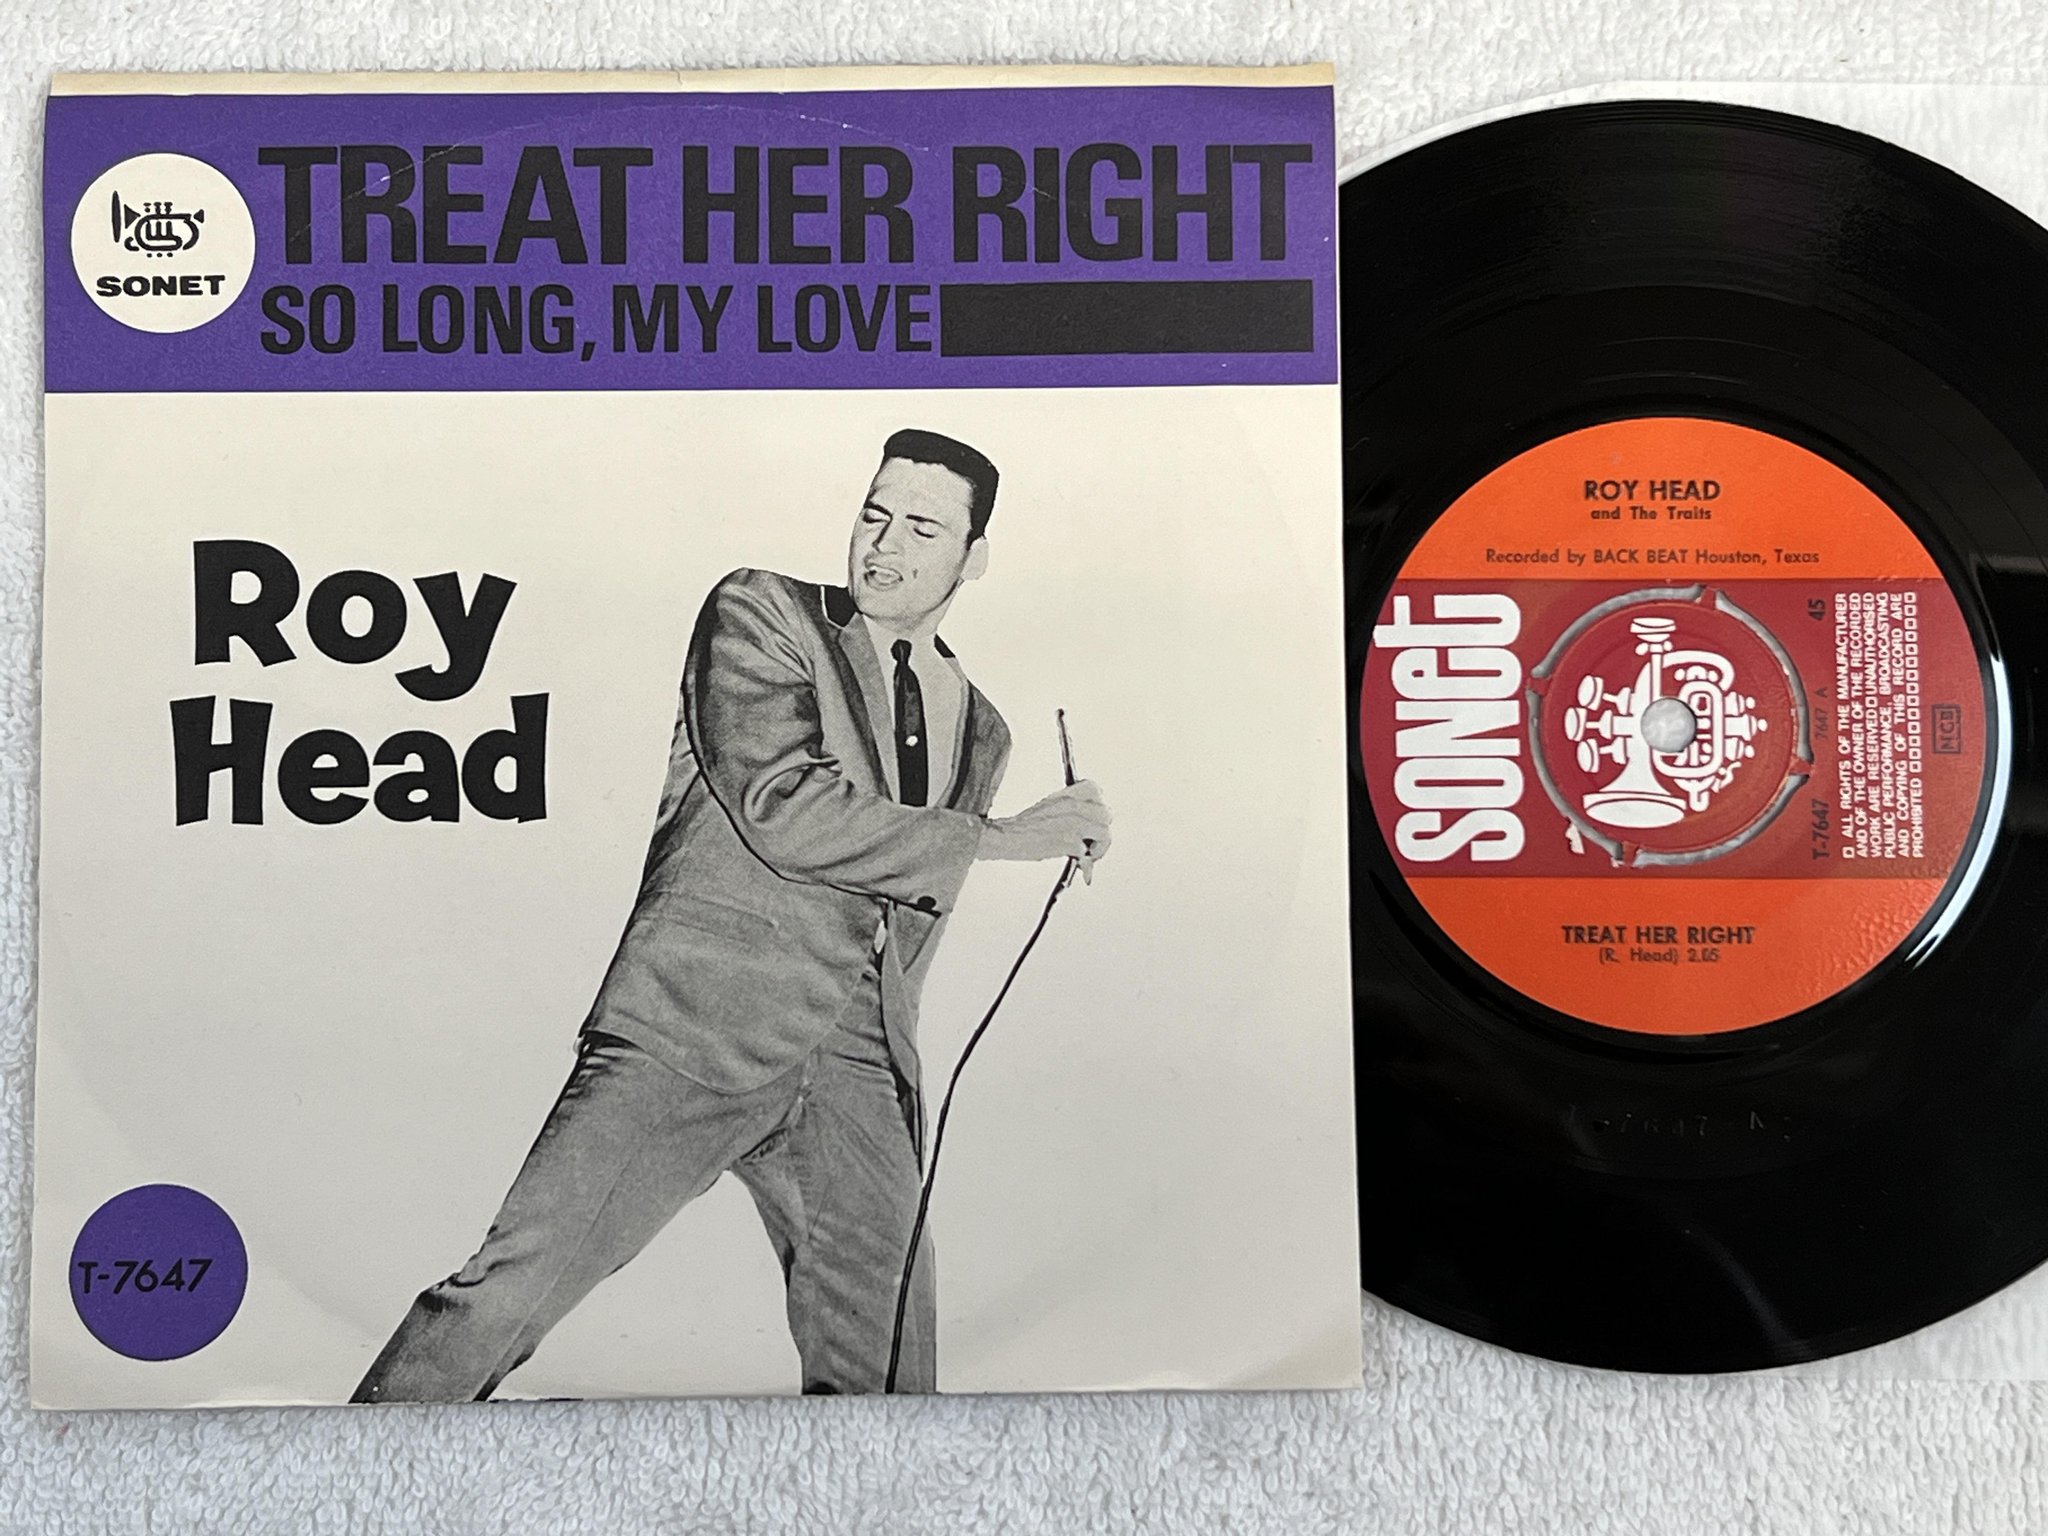 SONET
TREAT HER RIGHT
SO LONG, MY LOVE
Roy
Head
T-7647
ROY HEAD
and The Traits
Recorded by BACK BEAT Houston, Texas
sonet
45
7647 A
T-7647
ALL RIGHTS OF THE MANUFACTURER
AND OF THE OWNER OF THE RECORDED
WORK ARE RESERVED UNAUTHORISED
PUBLIC PERFORMANCE, BROADCASTING
AND COPYING OF THIS RECORD ARE
PROHIBITED
NCB
TREAT HER RIGHT
(R. Head) 2.05